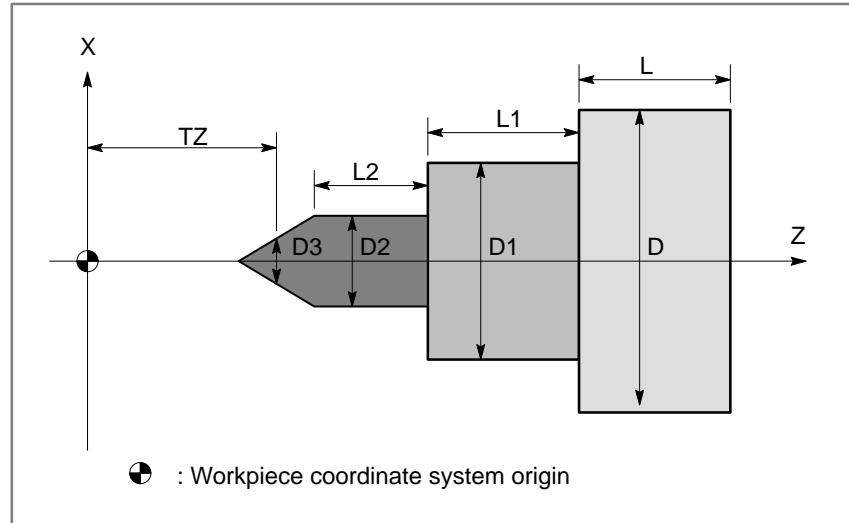 X
L
L1
TZ
L2
Z
D3
D2
D1
D
: Workpiece coordinate system origin